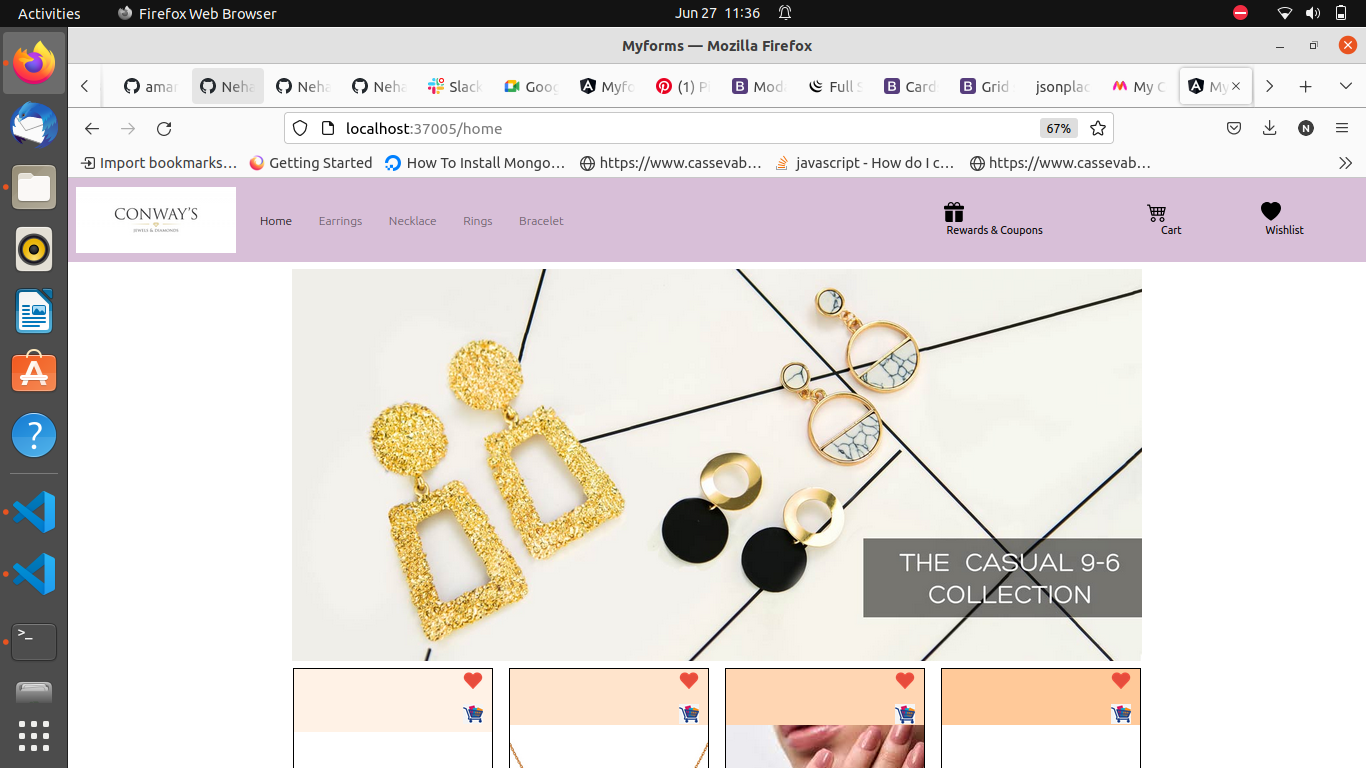 Activities Firefox Web Browser Jun 27 11:36
Myforms — Mozilla Firefox
amar Neha Neha Neha Slack Goog Myfo (1) Pi Mod Full S Card Grid jsonplac My C My
localhost:37005/home 67% N
Import bookmarks… Getting Started How To Install Mongo… https://www.cassevab… javascript - How do I c… https://www.cassevab…
CONWAY'S
JEWELS & DIAMONDS
Home Earrings Necklace Rings Bracelet
Rewards & Coupons Cart Wishlist
THE CASUAL 9-6
COLLECTION